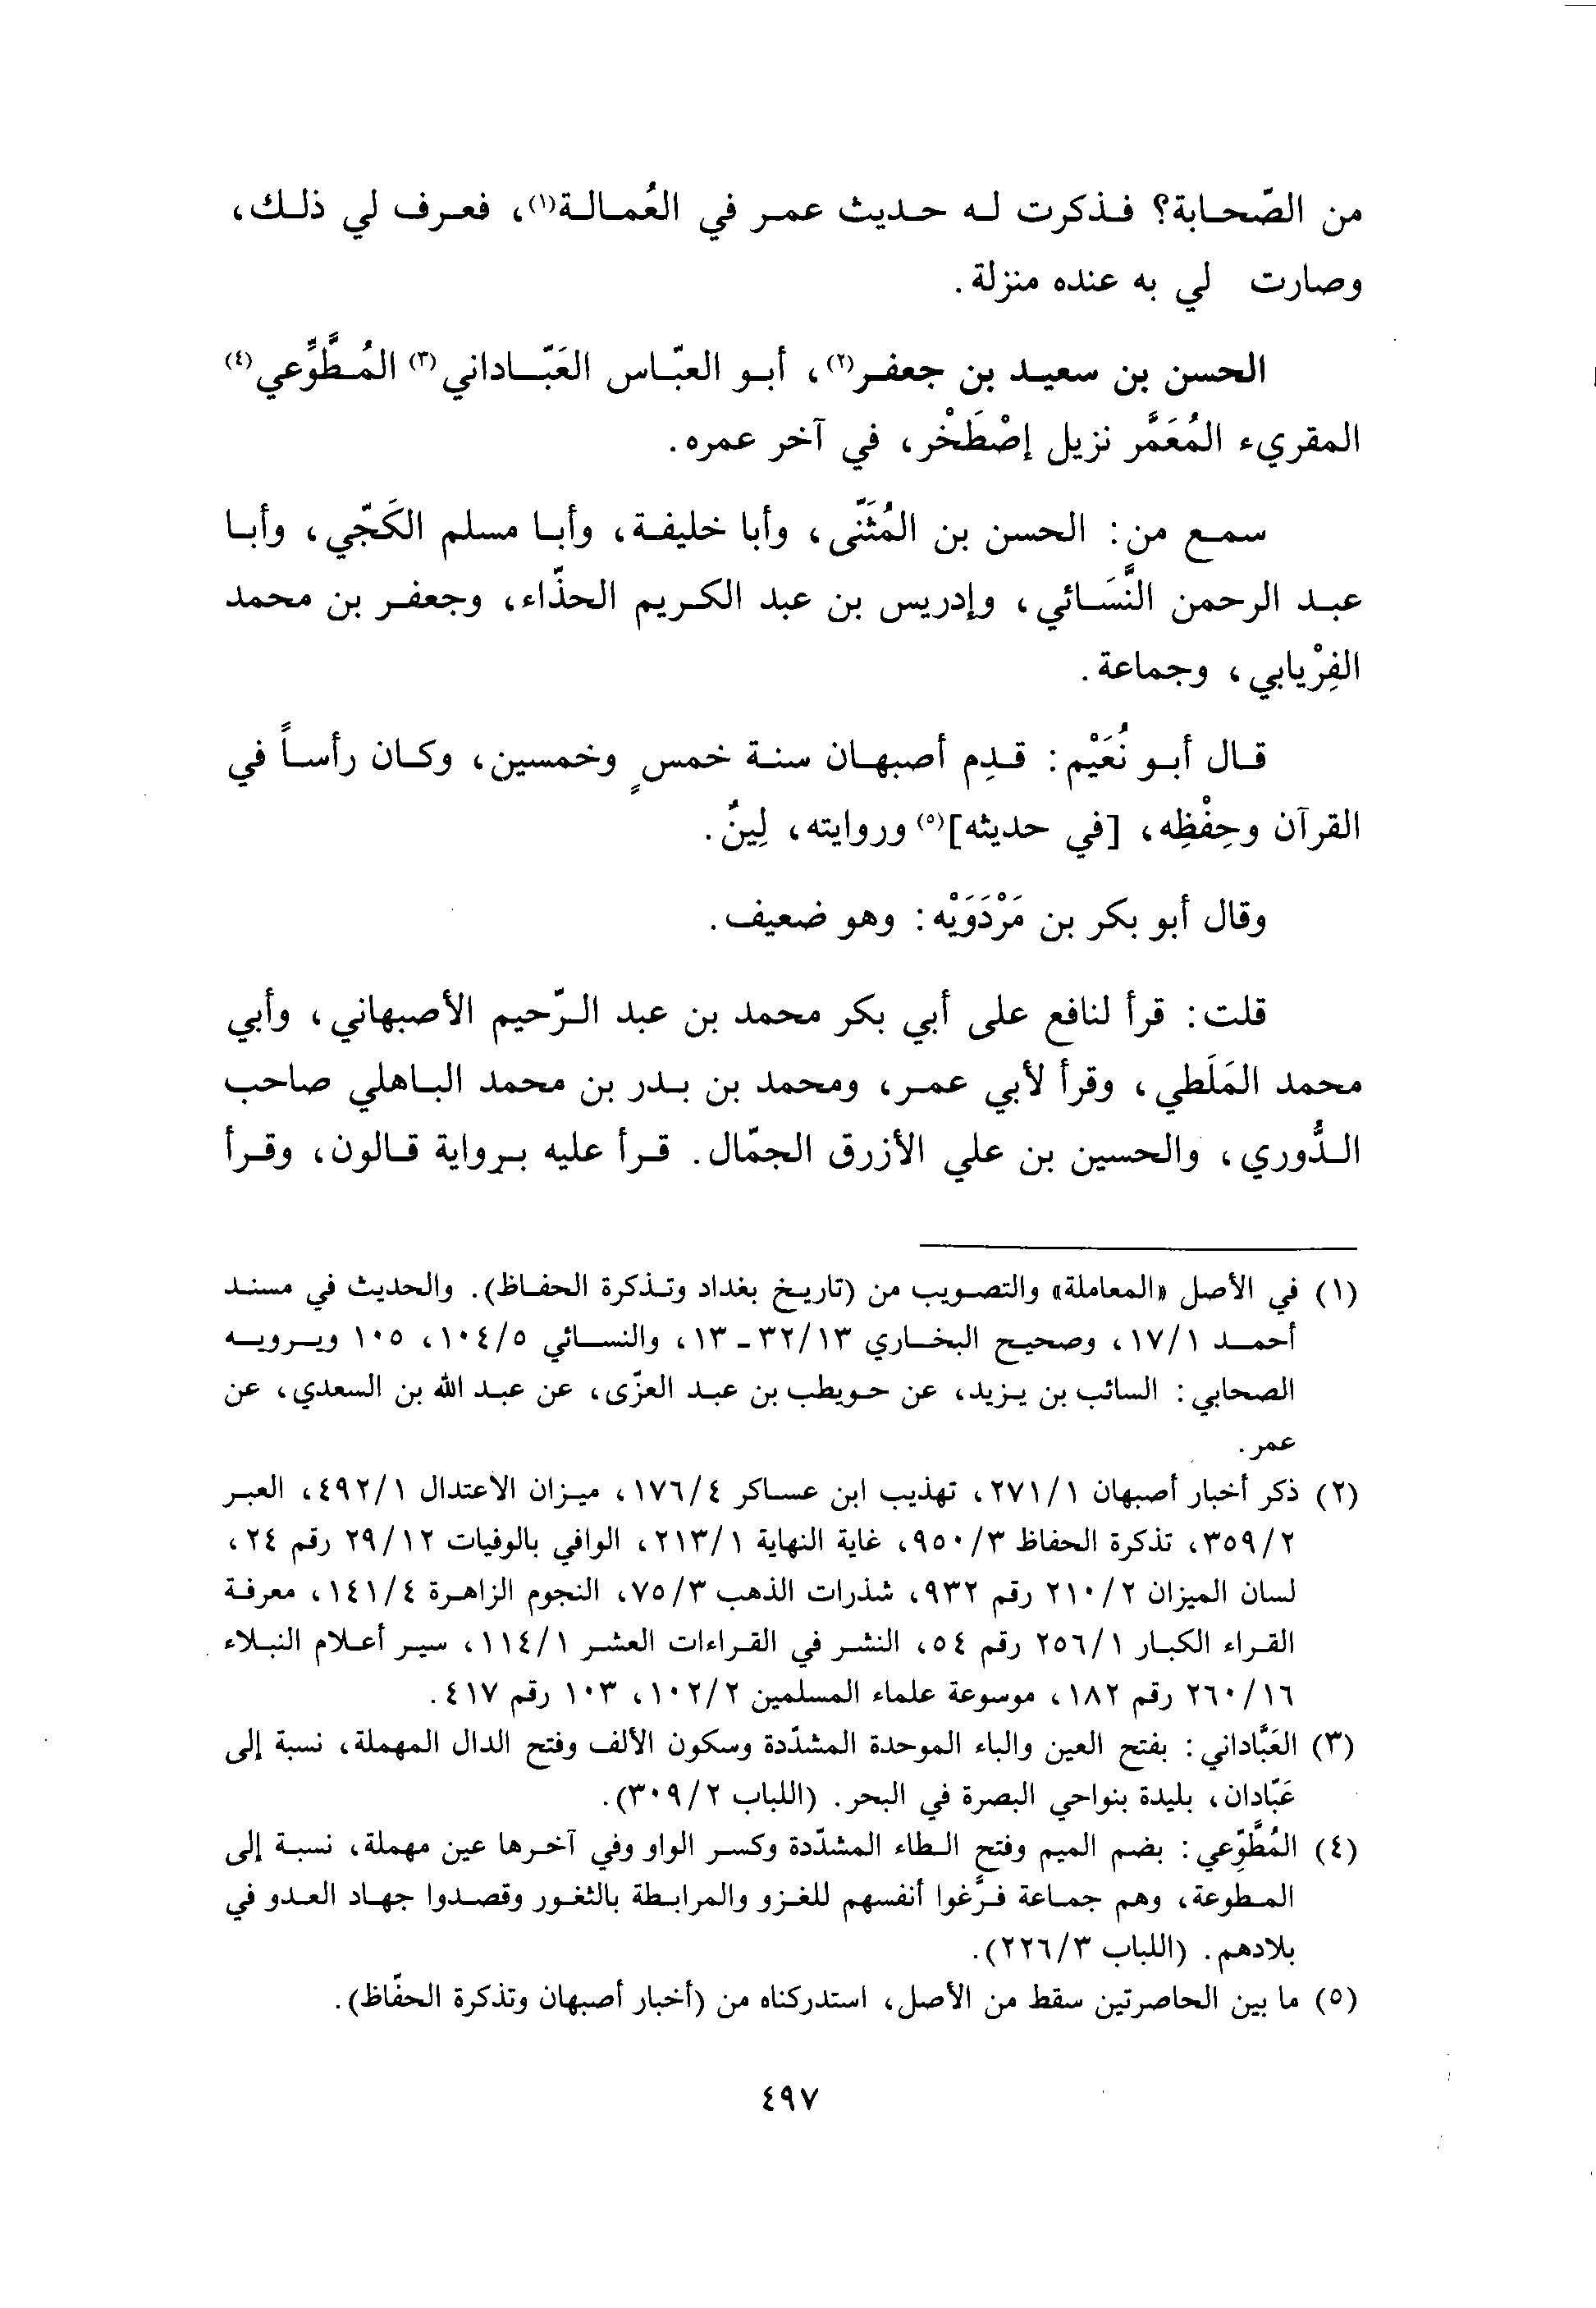 من الصّحابة؟ فذكرت له حديث عمر في العُمالة(١)، فعرف لي ذلك،
وصارت لي به عنده منزلة.
الحسن بن سعيد بن جعفر(٢)، أبو العبّاس العَبّاداني(٣) المُطَّوِّعي(٤)
المقريء المُعَمَّر نزيل إصْطَخْر، في آخر عمره.
سمع من: الحسن بن المُثَنّى، وأبا خليفة، وأبا مسلم الكَجّي، وأبا
عبد الرحمن النَّسَائي، وإدريس بن عبد الكريم الحذّاء، وجعفر بن محمد
الفِرْيابي، وجماعة.
قال أبو نُعَيْم: قدِم أصبهان سنة خمسٍ وخمسين، وكان رأساً في
القرآن وحِفْظِه، [في حديثه](٥) وروايته، لِينٌ.
وقال أبو بكر بن مَرْدَوَيْه: وهو ضعيف.
قلت: قرأ لنافع على أبي بكر محمد بن عبد الرّحيم الأصبهاني، وأبي
محمد المَلَطي، وقرأ لأبي عمر، ومحمد بن بدر بن محمد الباهلي صاحب
الدُّوري، والحسين بن علي الأزرق الجمّال. قرأ عليه برواية قالون، وقرأ
(١) في الأصل «المعاملة» والتصويب من (تاريخ بغداد وتذكرة الحفاظ). والحديث في مسند
أحمد ١/١٧، وصحيح البخاري ٣٢/١٣ - ١٣، والنسائي ١٠٤/٥، ١٠٥ ويرويه
الصحابي: السائب بن يزيد، عن حويطب بن عبد العزّى، عن عبد الله بن السعدي، عن
عمر.
(٢) ذكر أخبار أصبهان ٢٧١/١، تهذيب ابن عساكر ١٧٦/٤، ميزان الاعتدال ٤٩٢/١، العبر
٣٥٩/٢، تذكرة الحفاظ ٩٥٠/٣، غاية النهاية ٢١٣/١، الوافي بالوفيات ٢٩/١٢ رقم ٢٤،
لسان الميزان ٢١٠/٢ رقم ٩٣٢، شذرات الذهب ٧٥/٣، النجوم الزاهرة ١٤١/٤، معرفة
القراء الكبار ٢٥٦/١ رقم ٥٤، النشر في القراءات العشر ١١٤/١، سير أعلام النبلاء
٢٦٠/١٦ رقم ١٨٢، موسوعة علماء المسلمين ١٠٢/٢، ١٠٣ رقم ٤١٧.
(٣) العَبَّاداني: بفتح العين والباء الموحدة المشدّدة وسكون الألف وفتح الدال المهملة، نسبة إلى
عَبّادان، بليدة بنواحي البصرة في البحر. (اللباب ٣٠٩/٢).
(٤) المُطَّوِّعي: بضم الميم وفتح الطاء المشدّدة وكسر الواو وفي آخرها عين مهملة، نسبة إلى
المطوعة، وهم جماعة فرَّغوا أنفسهم للغزو والمرابطة بالثغور وقصدوا جهاد العدو في
بلادهم. (اللباب ٢٢٦/٣).
(٥) ما بين الحاصرتين سقط من الأصل، استدركناه من (أخبار أصبهان وتذكرة الحفّاظ).
٤٩٧